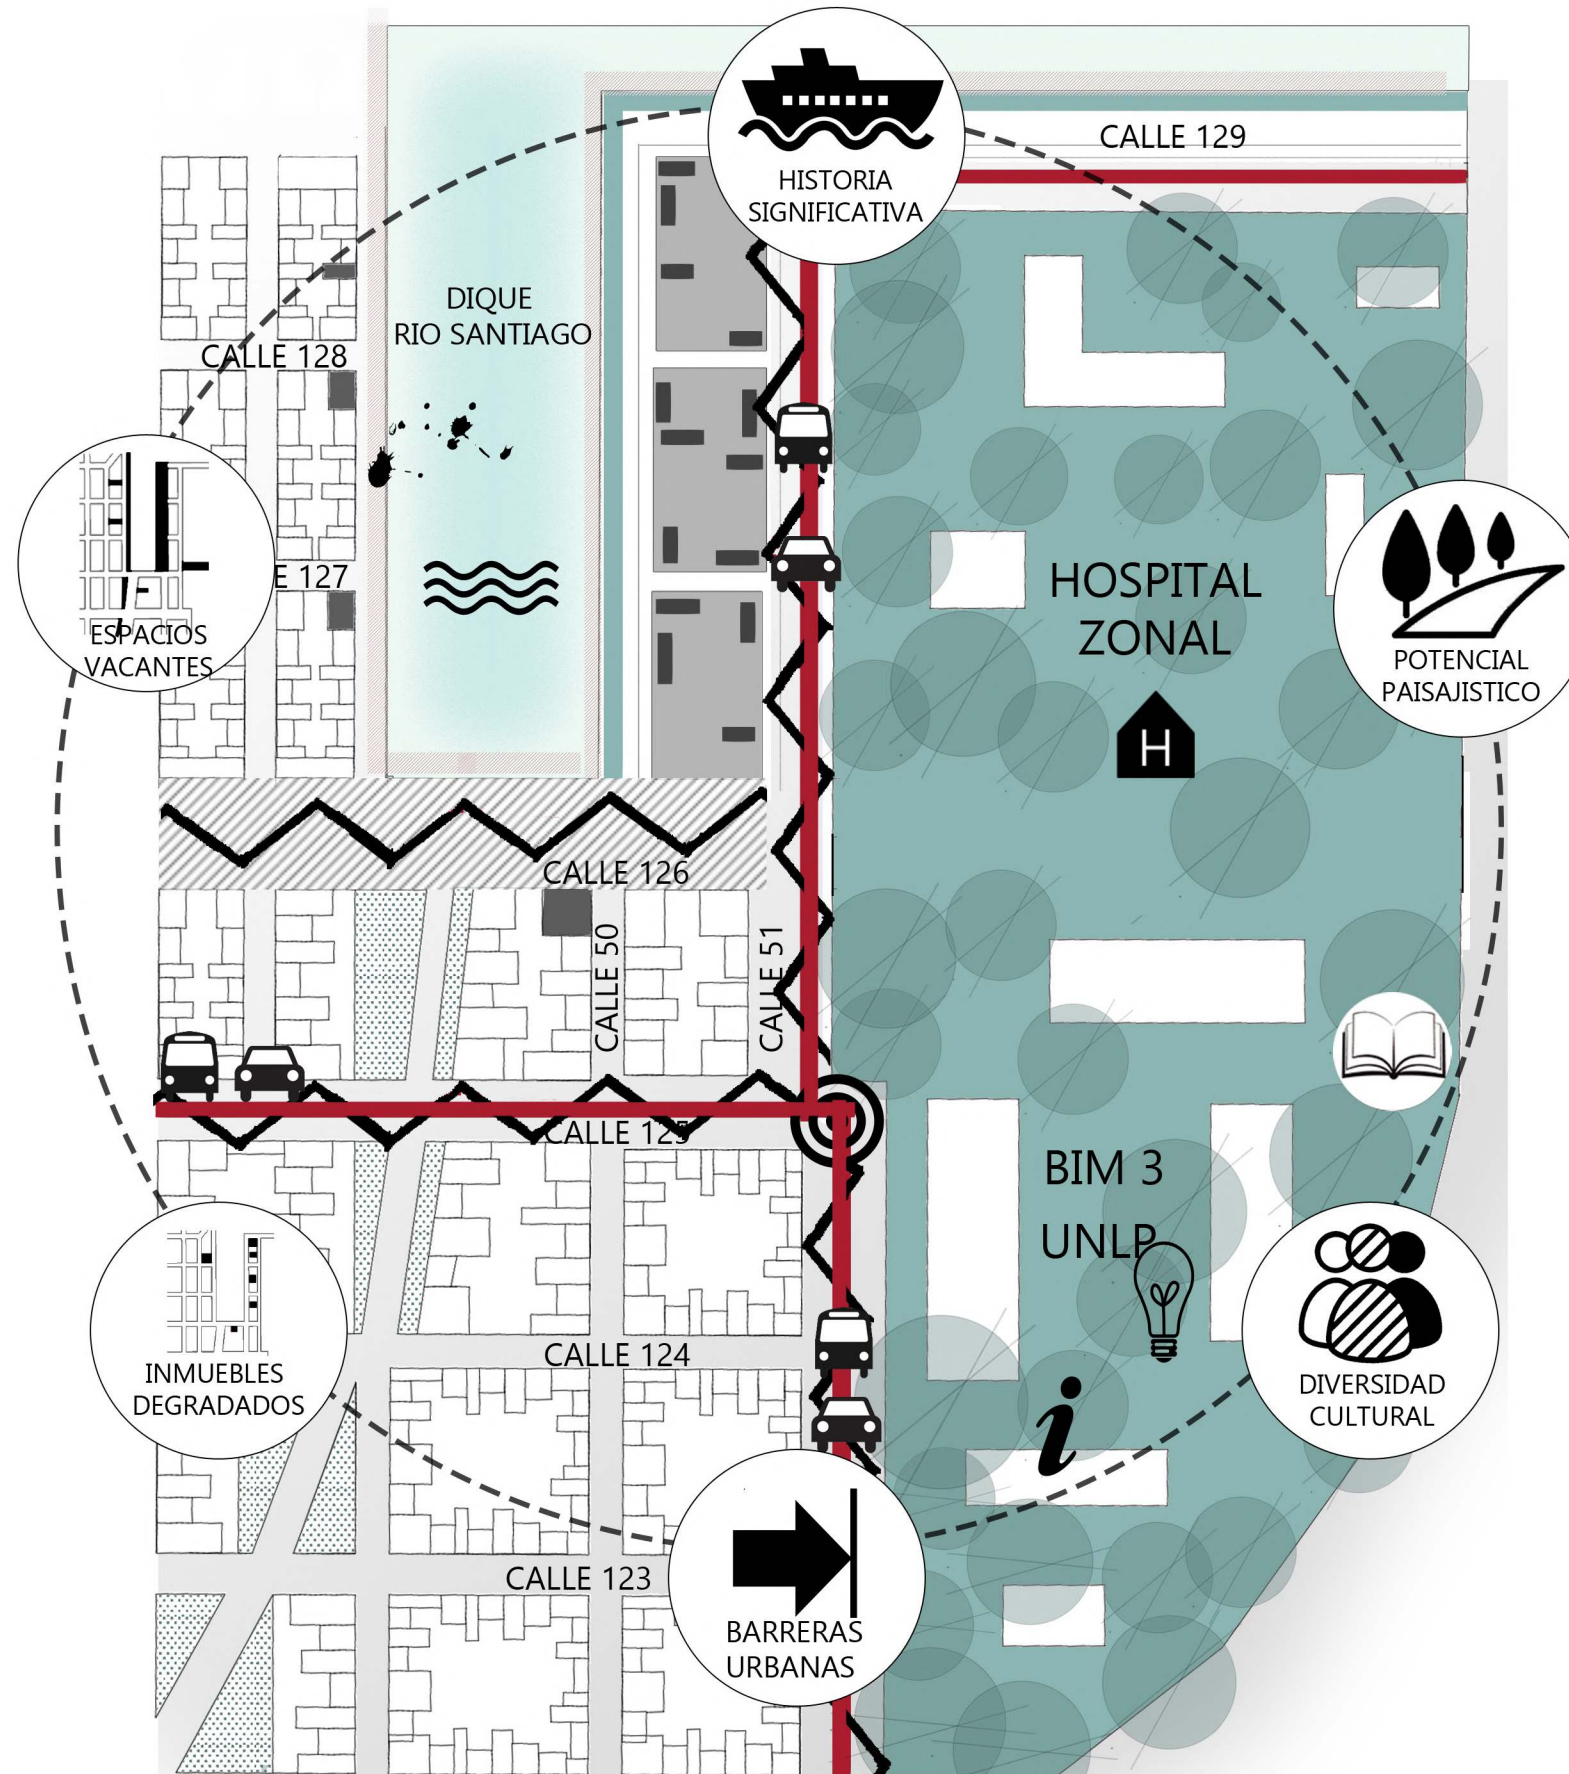 CALLE 129
HISTORIA
SIGNIFICATIVA
DIQUE
RIO SANTIAGO
CALLE 128
E 127
ESPACIOS
VACANTES
HOSPITAL
ZONAL
POTENCIAL
PAISAJISTICO
H
CALLE 126
CALLE 50
CALLE 51
CALLE 125
BIM 3
UNLP
CALLE 124
INMUEBLES
DEGRADADOS
DIVERSIDAD
CULTURAL
i
CALLE 123
BARRERAS
URBANAS